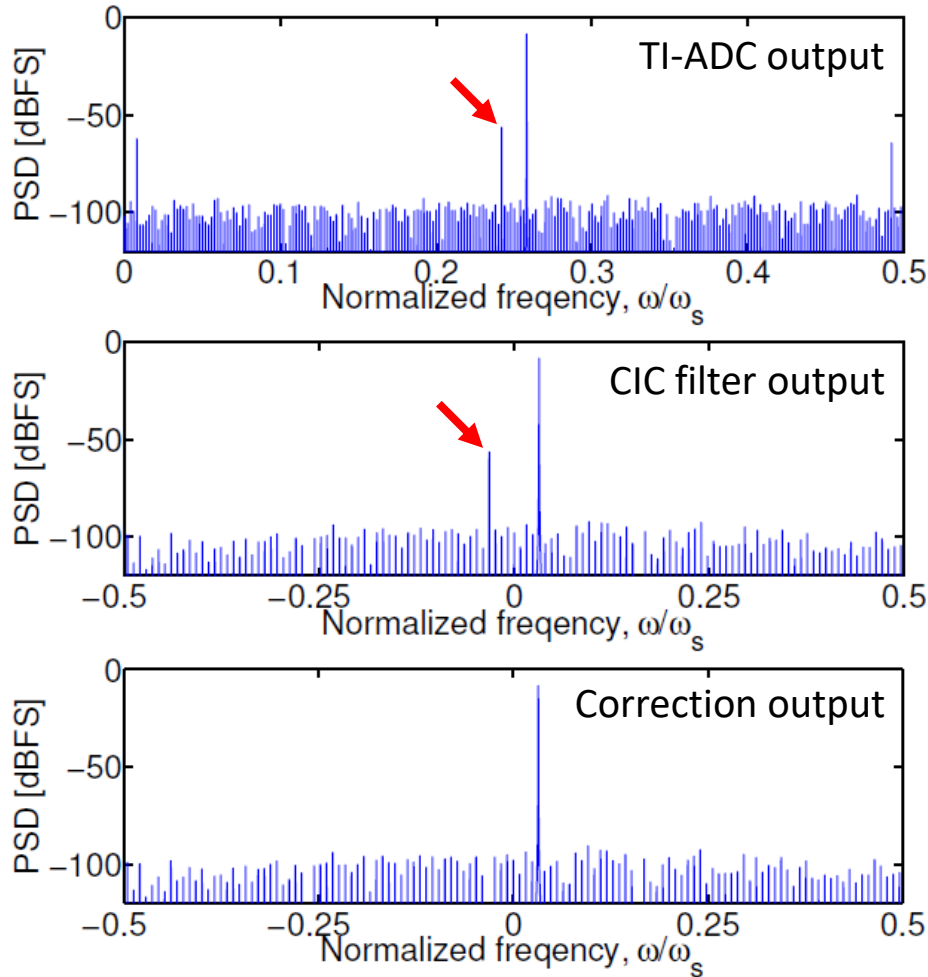 0
TI-ADC output
−50
−100
PSD [dBFS]
0 0.1 0.2 0.3 0.4 0.5
Normalized freqency, ω/ωs
0
CIC filter output
−50
−100
PSD [dBFS]
−0.5 −0.25 0 0.25 0.5
Normalized freqency, ω/ωs
0
Correction output
−50
−100
PSD [dBFS]
−0.5 −0.25 0 0.25 0.5
Normalized freqency, ω/ωs